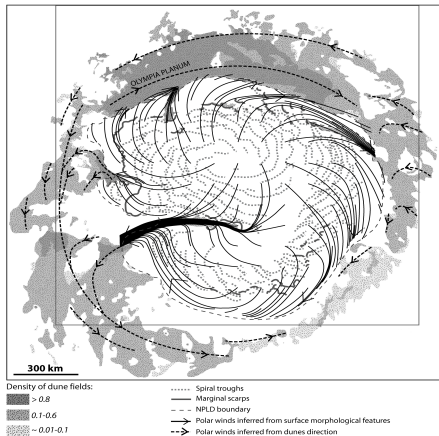 OLYMPIA PLANUM
300 km
Density of dune fields:
> 0.8
0.1-0.6
~ 0.01-0.1
Spiral troughs
Marginal scarps
NPLD boundary
Polar winds inferred from surface morphological features
Polar winds inferred from dunes direction